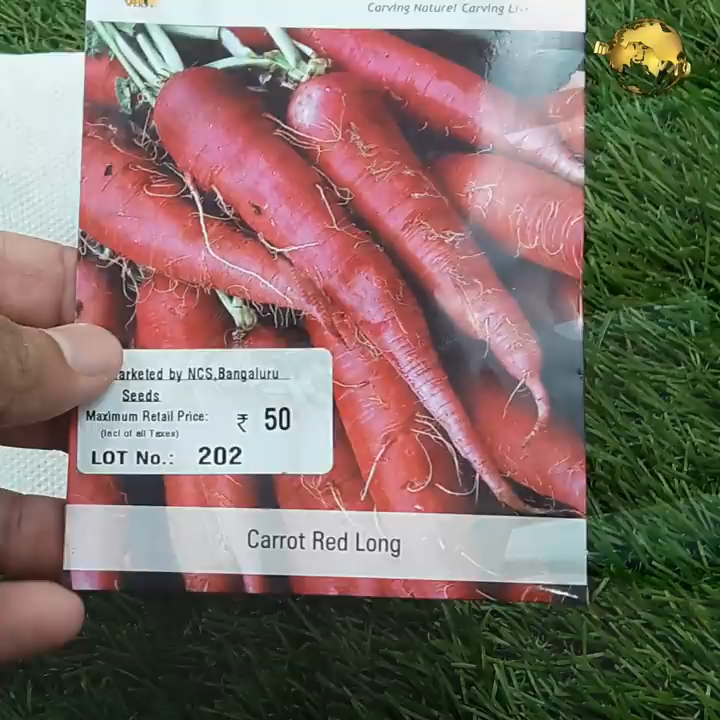 Carving Nature! Carving
arketed by NCS,Bangaluru
Seeds
Maximum Retail Price: ₹ 50
(Incl of all Taxes)
LOT No.: 202
Carrot Red Long